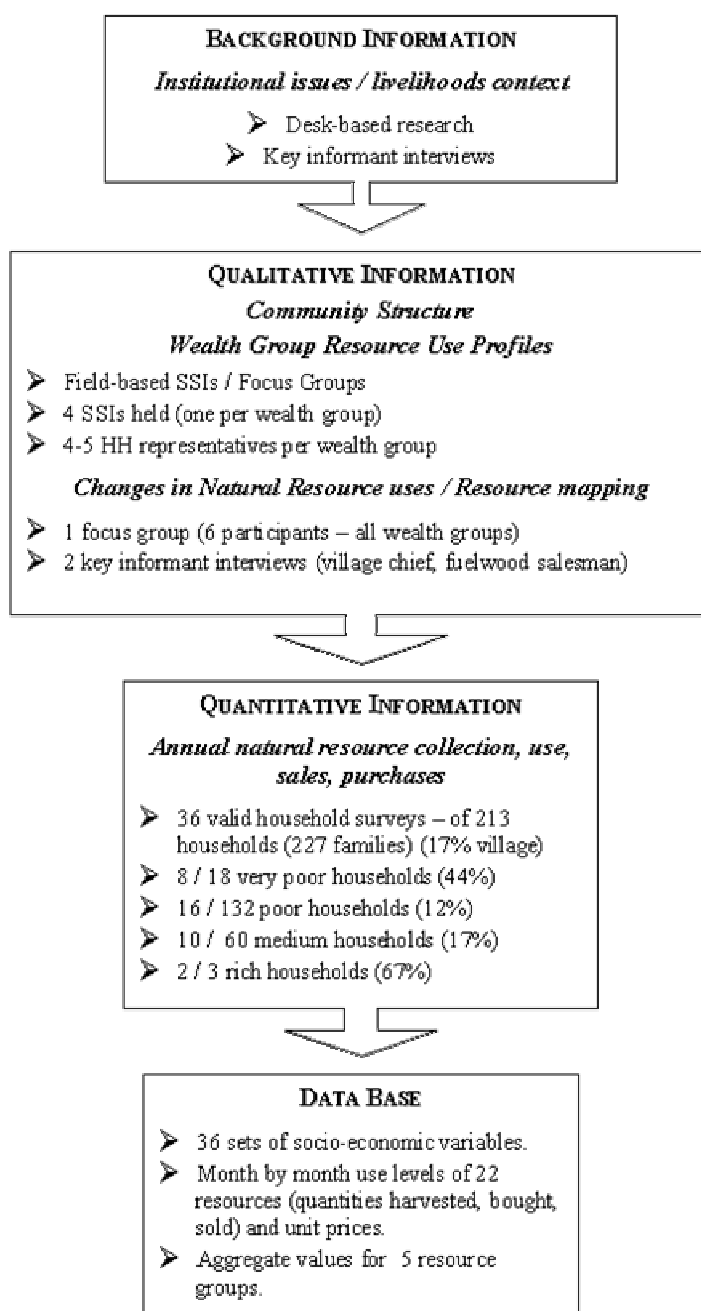 BACKGROUND INFORMATION
Institutional issues / livelihoods context
➢ Desk-based research
➢ Key informant interviews
QUALITATIVE INFORMATION
Community Structure
Wealth Group Resource Use Profiles
➢ Field-based SSIs / Focus Groups
➢ 4 SSIs held (one per wealth group)
➢ 4-5 HH representatives per wealth group
Changes in Natural Resource uses / Resource mapping
➢ 1 focus group (6 participants – all wealth groups)
➢ 2 key informant interviews (village chief, fuelwood salesman)
QUANTITATIVE INFORMATION
Annual natural resource collection, use,
sales, purchases
➢ 36 valid household surveys – of 213
households (227 families) (17% village)
➢ 8 / 18 very poor households (44%)
➢ 16 / 132 poor households (12%)
➢ 10 / 60 medium households (17%)
➢ 2 / 3 rich households (67%)
DATA BASE
➢ 36 sets of socio-economic variables.
➢ Month by month use levels of 22
resources (quantities harvested, bought,
sold) and unit prices.
➢ Aggregate values for 5 resource
groups.